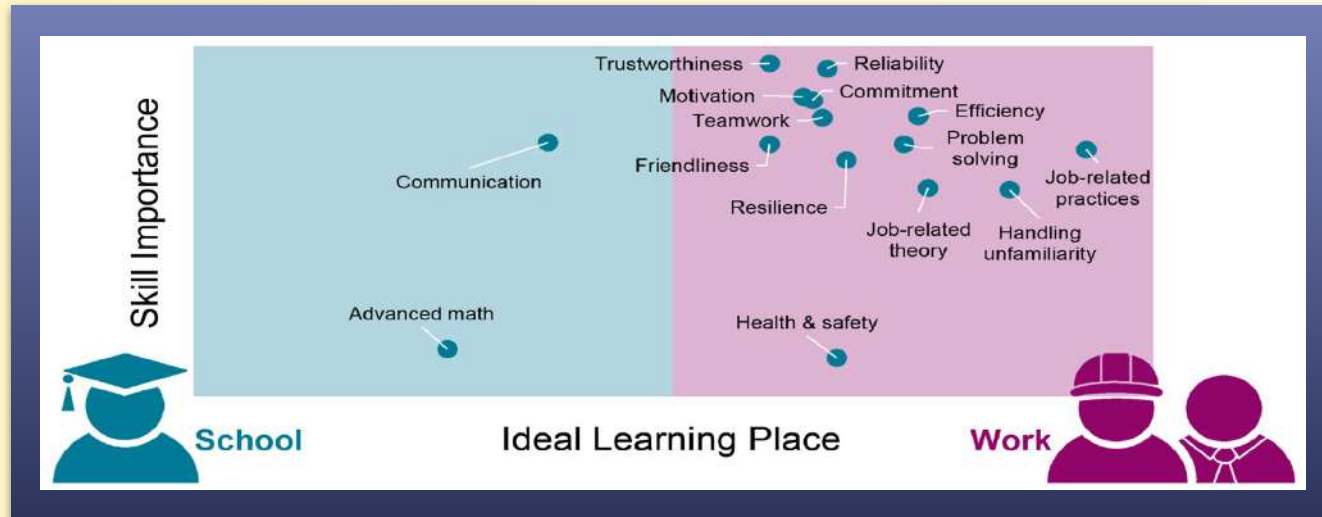 Skill Importance
Trustworthiness
Reliability
Motivation
Commitment
Teamwork
Efficiency
Communication
Friendliness
Problem
solving
Resilience
Job-related
practices
Job-related
theory
Handling
unfamiliarity
Advanced math
Health & safety
School
Ideal Learning Place
Work